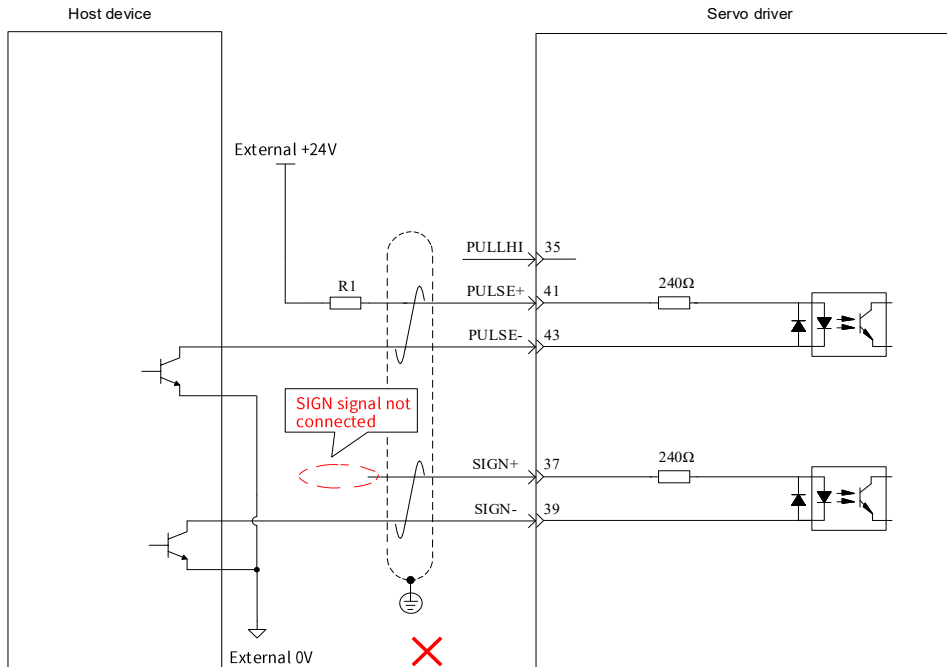 Host device
Servo driver
External +24V
PULLHI
35
R1
PULSE+
41
240Ω
PULSE-
43
SIGN signal not
connected
SIGN+
37
240Ω
SIGN-
39
External 0V